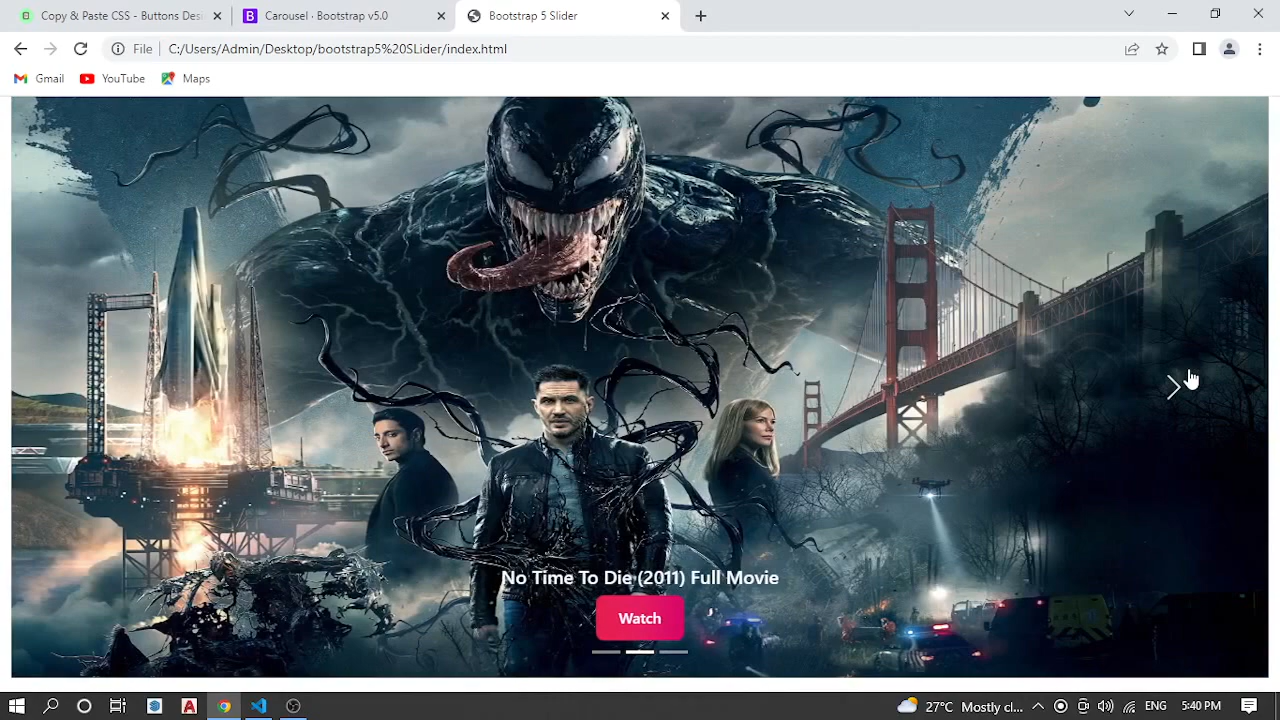 Copy & Paste CSS - Buttons Desi
Carousel · Bootstrap v5.0
Bootstrap 5 Slider
File
C:/Users/Admin/Desktop/bootstrap5%20SLider/index.html
Gmail
YouTube
Maps
No Time To Die (2011) Full Movie
Watch
27°C Mostly cl...
ENG
5:40 PM